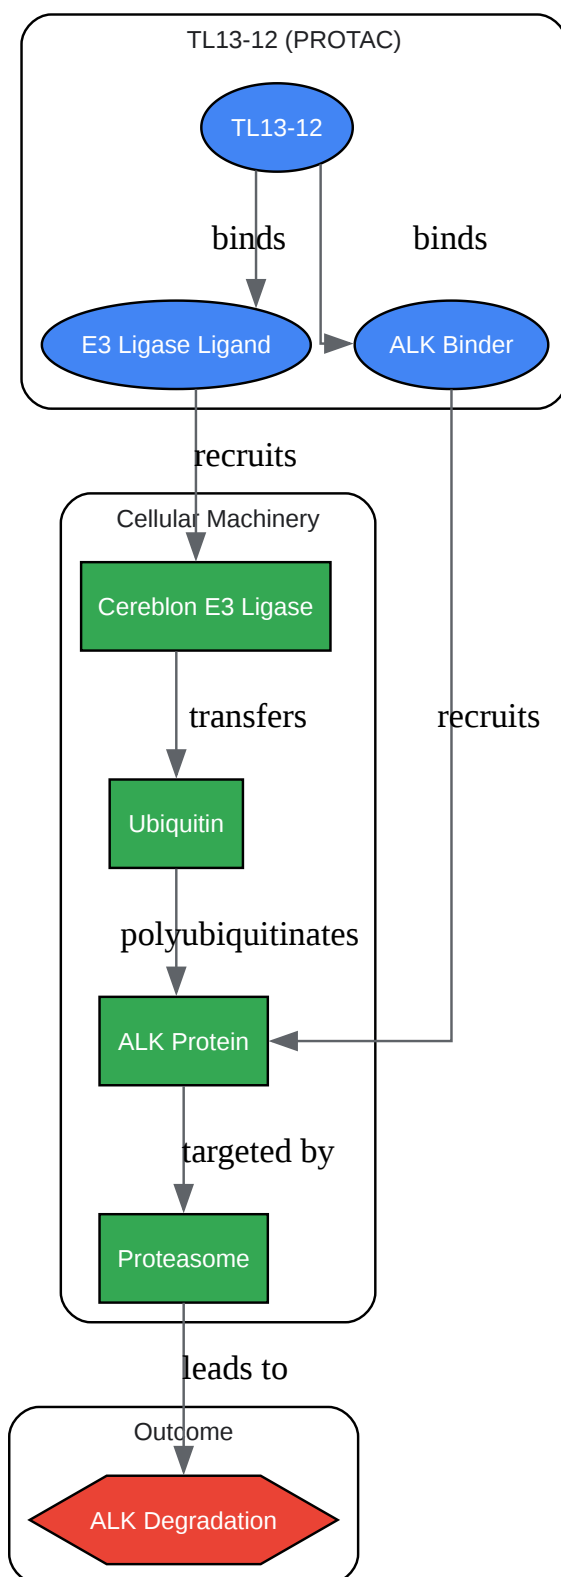 TL13-12 (PROTAC)
TL13-12
binds
binds
E3 Ligase Ligand
ALK Binder
recruits
Cellular Machinery
Cereblon E3 Ligase
transfers
recruits
Ubiquitin
polyubiquitinates
ALK Protein
targeted by
Proteasome
leads to
Outcome
ALK Degradation